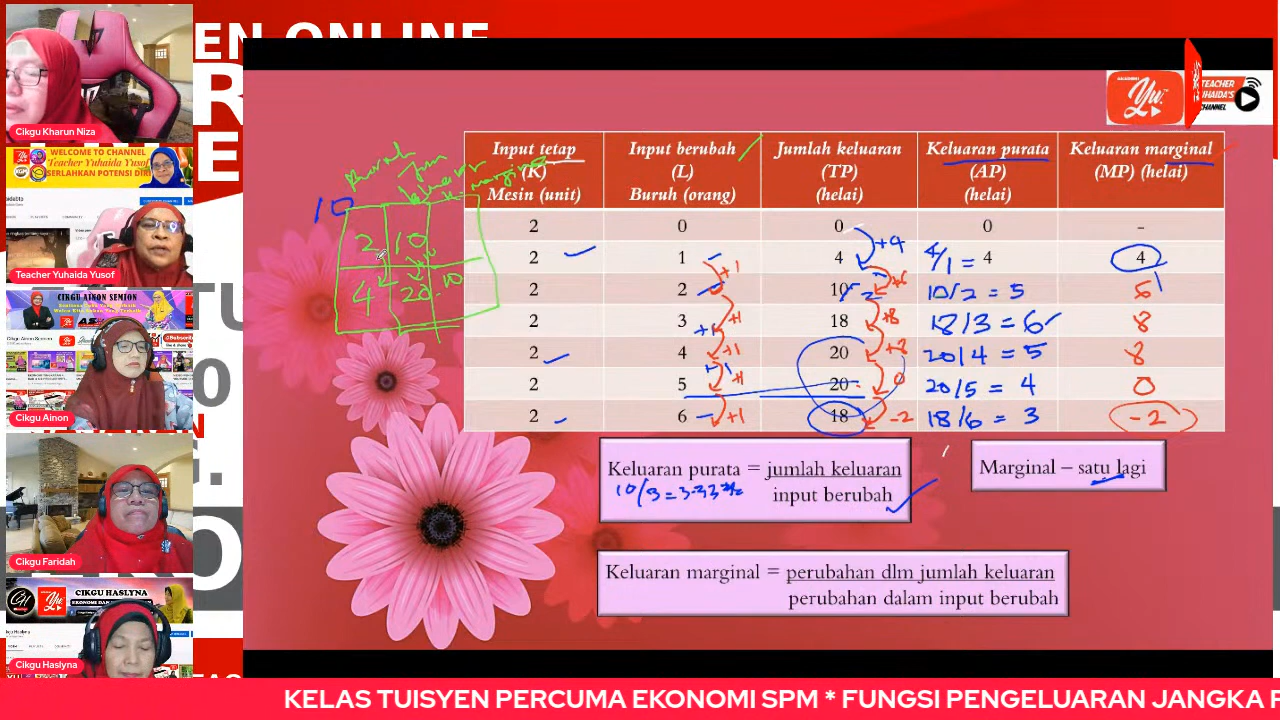 EN ONLINE
Cikgu Kharun Niza
WELCOME TO CHANNEL
Teacher Yuhaida Yusof
SERLAHKAN POTENSI DIRI
Teacher Yuhaida Yusof
CIKGU AINON SEMION
Cikgu Ainon
Cikgu Faridah
CIKGU HASLYNA
Cikgu Haslyna
Yu.
TEACHER
YUHAIDA'S
CHANNEL
Input tetap Input berubah Jumlah keluaran Keluaran purata Keluaran marginal
(K) (L) (TP) (AP) (MP) (helai)
Mesin (unit) Buruh (orang) (helai) (helai)
2 0 0 0 -
2 1 4 4/1 = 4 4
2 2 10 10/2 = 5 6
2 3 18 18/3 = 6 8
2 4 20 20/4 = 5 8
2 5 20 20/5 = 4 0
2 6 18 18/6 = 3 -2
+4
+6
+8
0
-2
+1
+1
+1
+1
+1
10
2 10
4 20 10
Keluaran purata = jumlah keluaran
input berubah
10/3 = 3.33
Marginal – satu lagi
Keluaran marginal = perubahan dlm jumlah keluaran
perubahan dalam input berubah
KELAS TUISYEN PERCUMA EKONOMI SPM * FUNGSI PENGELUARAN JANGKA